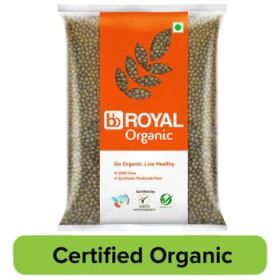 bb ROYAL
Organic
Go Organic. Live Healthy.
✓ GMO Free
✓ Synthetic Pesticide Free
Certified by:
Certified Organic